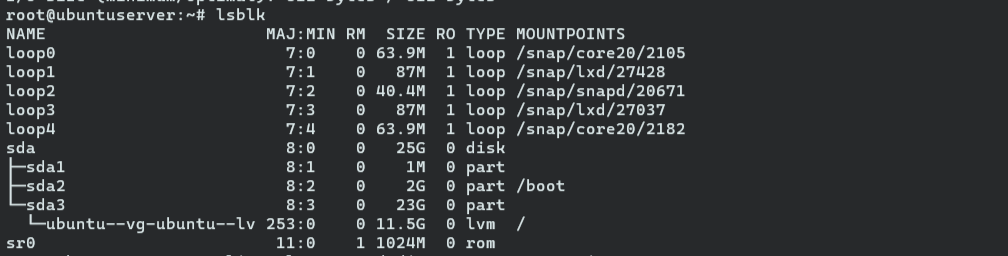 root@ubuntuserver:~# lsblk
NAME                      MAJ:MIN RM  SIZE RO TYPE MOUNTPOINTS
loop0                       7:0    0 63.9M  1 loop /snap/core20/2105
loop1                       7:1    0   87M  1 loop /snap/lxd/27428
loop2                       7:2    0 40.4M  1 loop /snap/snapd/20671
loop3                       7:3    0   87M  1 loop /snap/lxd/27037
loop4                       7:4    0 63.9M  1 loop /snap/core20/2182
sda                         8:0    0   25G  0 disk
├─sda1                      8:1    0    1M  0 part
├─sda2                      8:2    0    2G  0 part /boot
└─sda3                      8:3    0   23G  0 part
  └─ubuntu--vg-ubuntu--lv 253:0    0 11.5G  0 lvm  /
sr0                        11:0    1 1024M  0 rom